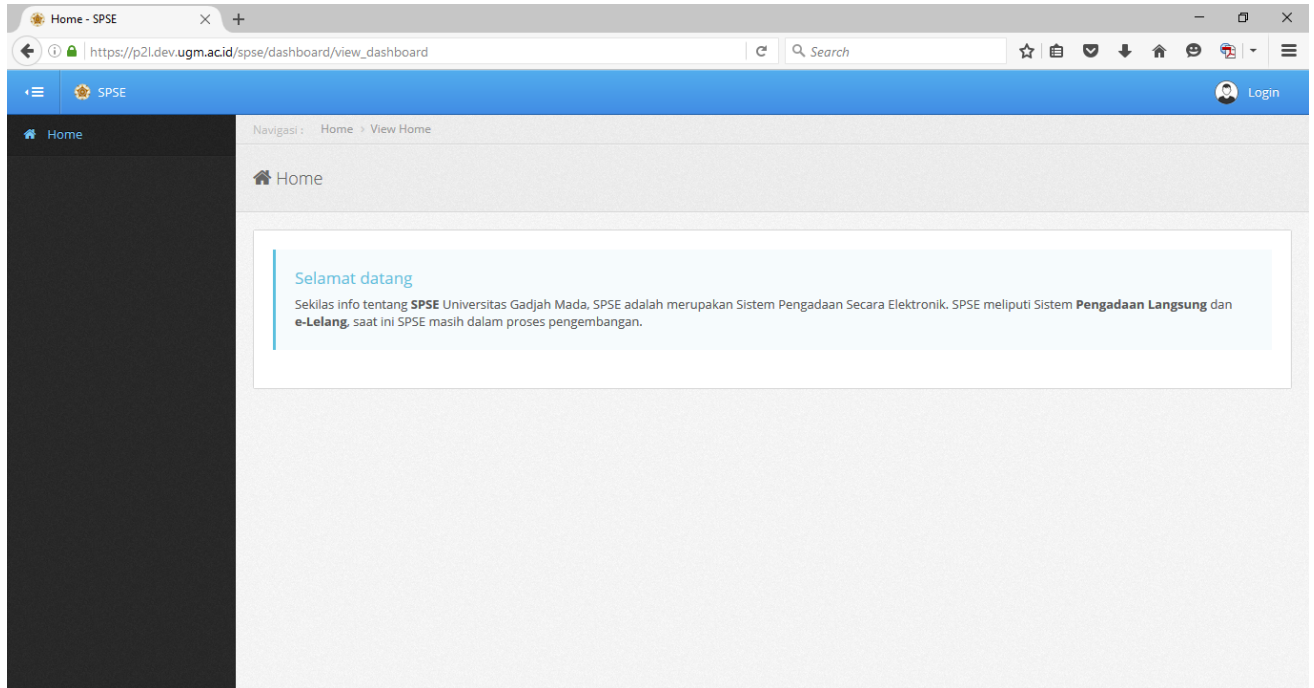 Home - SPSE
https://p2l.dev.ugm.ac.id/spse/dashboard/view_dashboard
Search
SPSE
Login
Home
Navigasi : Home > View Home
Home
Selamat datang
Sekilas info tentang SPSE Universitas Gadjah Mada, SPSE adalah merupakan Sistem Pengadaan Secara Elektronik. SPSE meliputi Sistem Pengadaan Langsung dan
e-Lelang, saat ini SPSE masih dalam proses pengembangan.